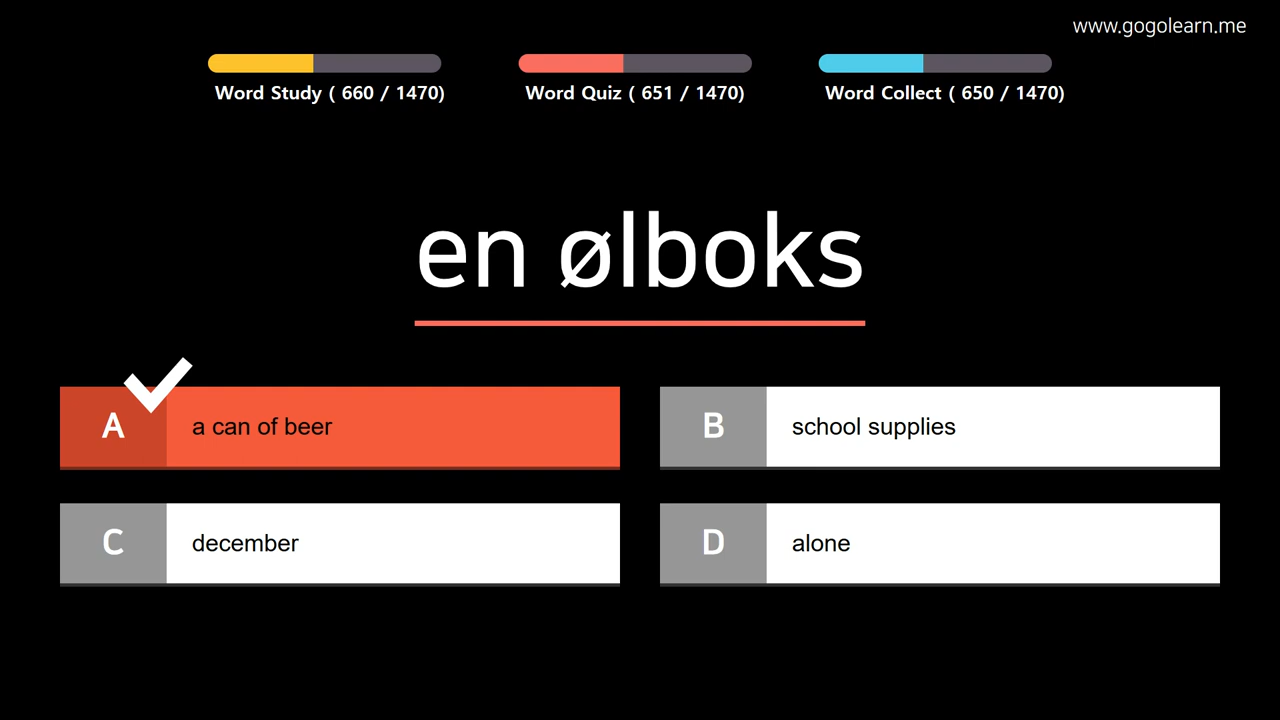 www.gogolearn.me
Word Study ( 660 / 1470)
Word Quiz ( 651 / 1470)
Word Collect ( 650 / 1470)
en ølboks
A
a can of beer
B
school supplies
C
december
D
alone